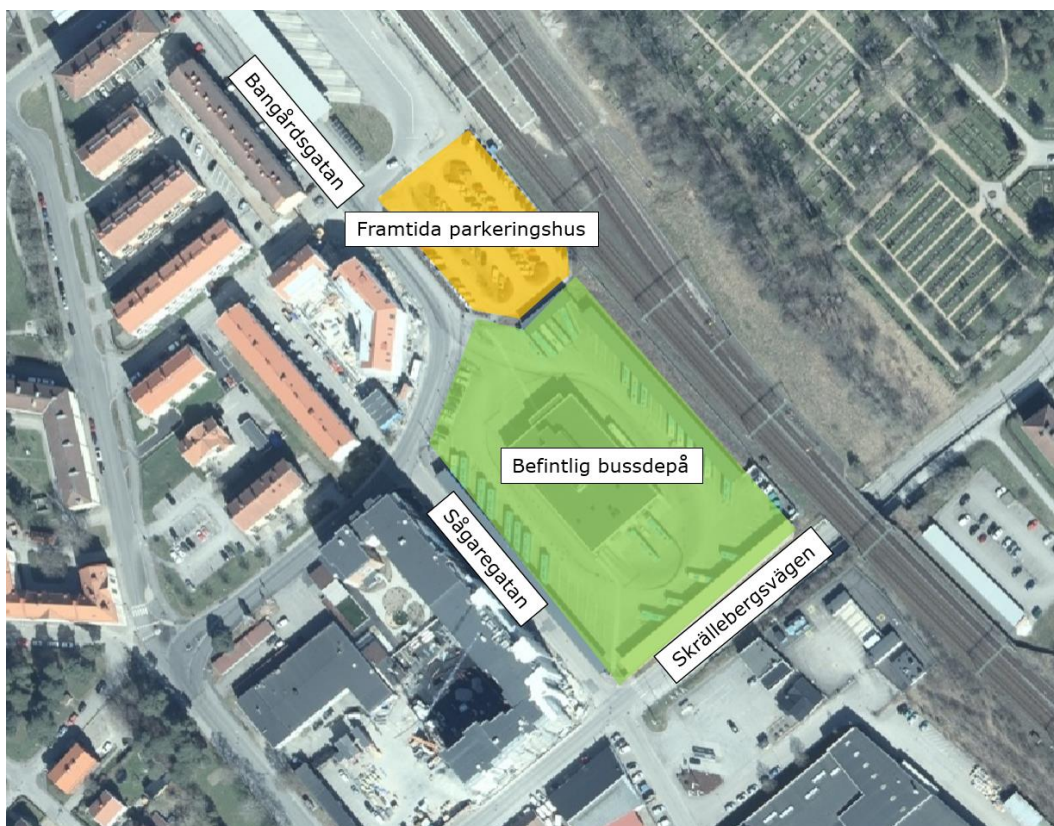 Bangårdsgatan
Framtida parkeringshus
Befintlig bussdepå
Sågaregatan
Skrällebergsvägen